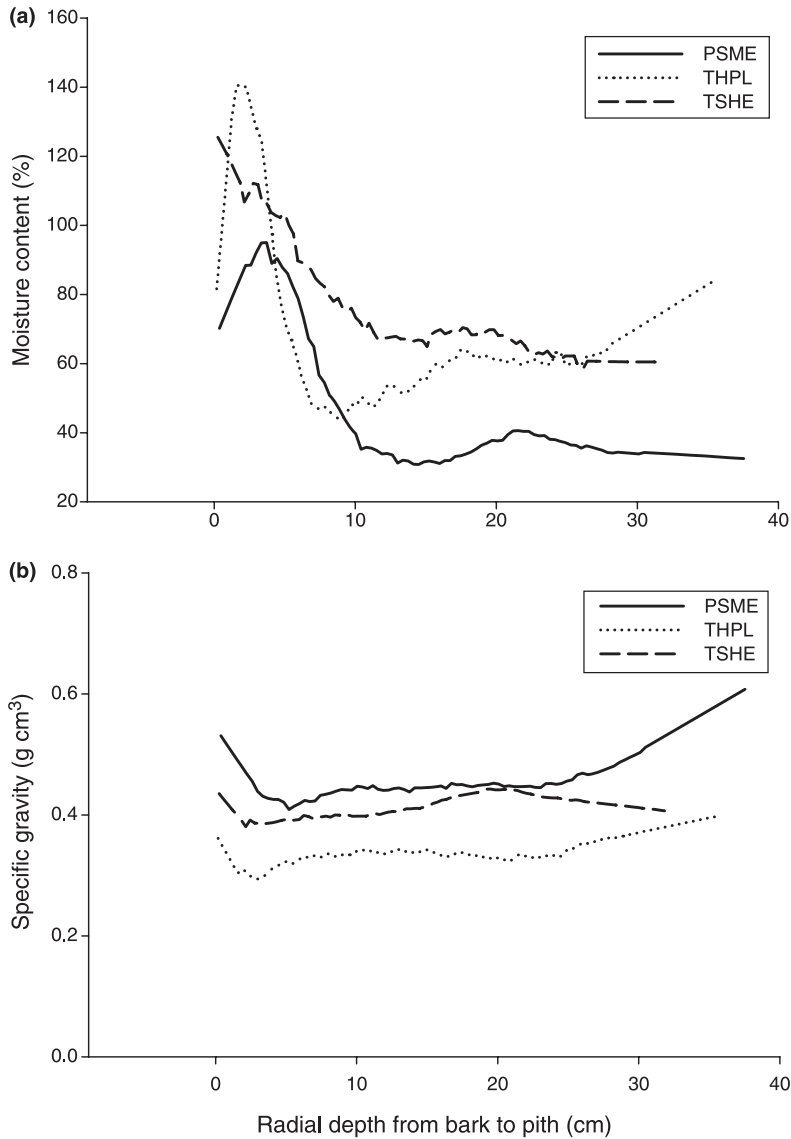 (a)
160
140
120
100
80
60
40
20
Moisture content (%)
PSME
THPL
TSHE
0
10
20
30
40
(b)
0.8
0.6
0.4
0.2
0.0
Specific gravity (g cm³)
PSME
THPL
TSHE
0
10
20
30
40
Radial depth from bark to pith (cm)